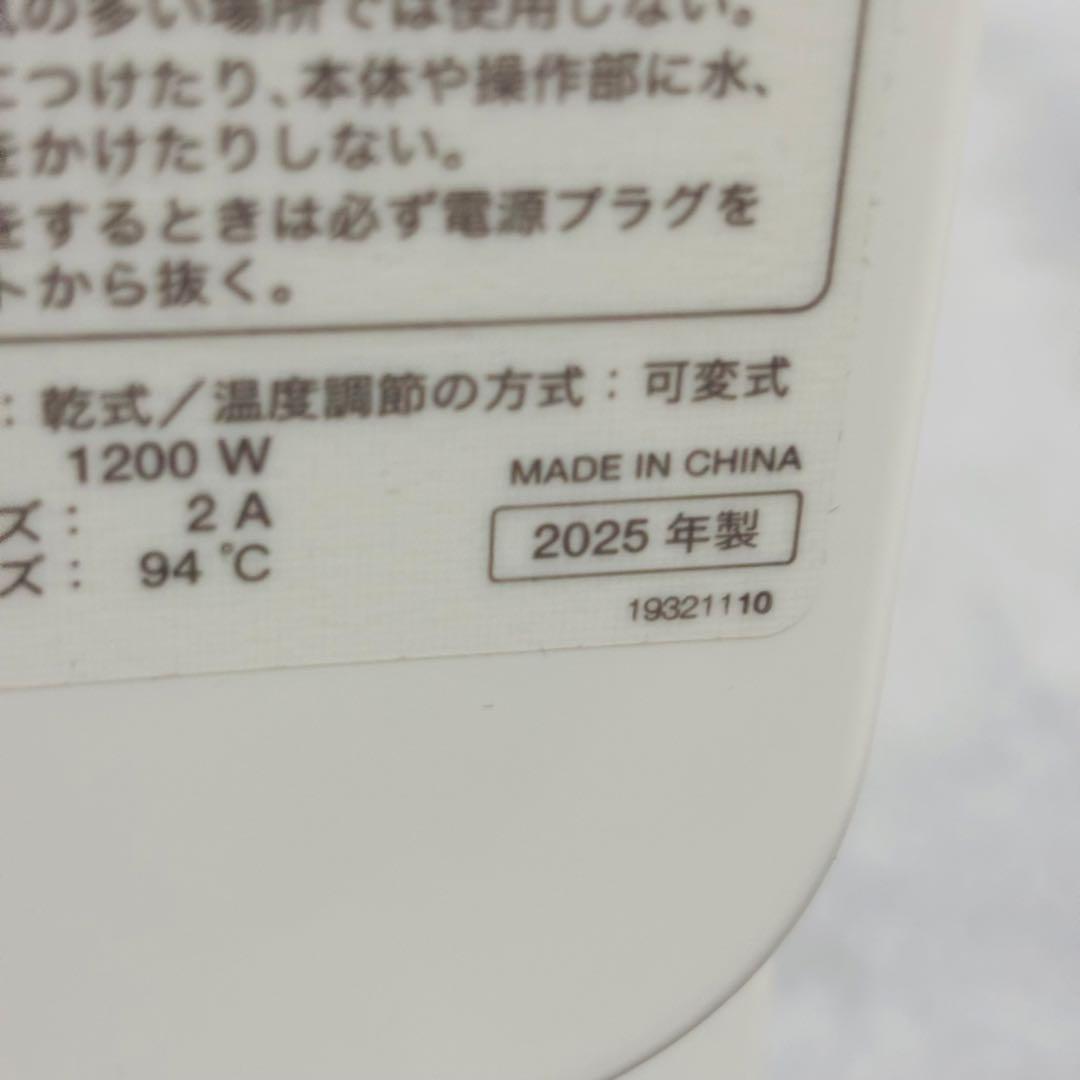 の多い場所では使用しない。
につけたり、本体や操作部に水、
をかけたりしない。
をするときは必ず電源プラグを
トから抜く。
: 乾式／温度調節の方式：可変式
1200 W
MADE IN CHINA
ズ: 2 A
2025 年製
ズ: 94 ℃
19321110